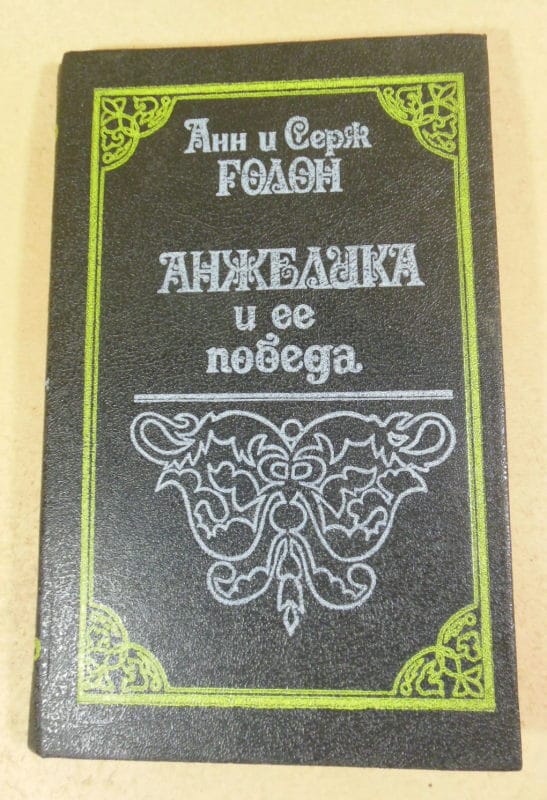 Анн и Серж
ГОЛОН
АНЖЕЛИКА
и ее
победа